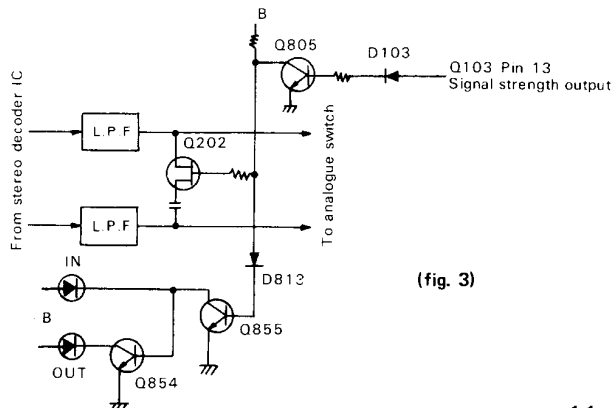 B
Q805
D103
Q103 Pin 13
Signal strength output
From stereo decoder IC
L.P.F
Q202
To analogue switch
L.P.F
IN
D813
(fig. 3)
B
Q855
OUT
Q854